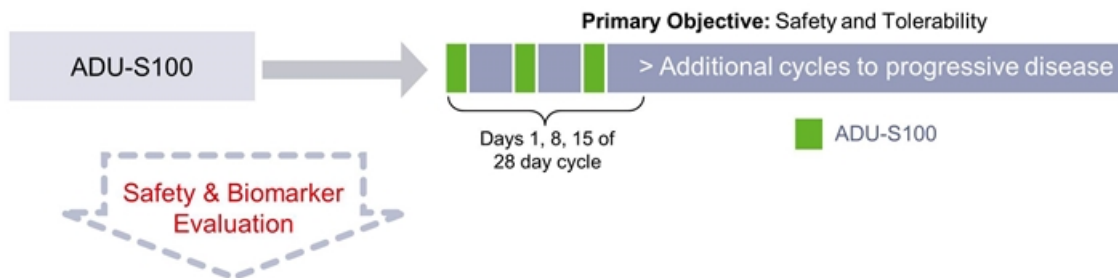 Primary Objective: Safety and Tolerability
ADU-S100
> Additional cycles to progressive disease
Days 1, 8, 15 of
28 day cycle
ADU-S100
Safety & Biomarker
Evaluation